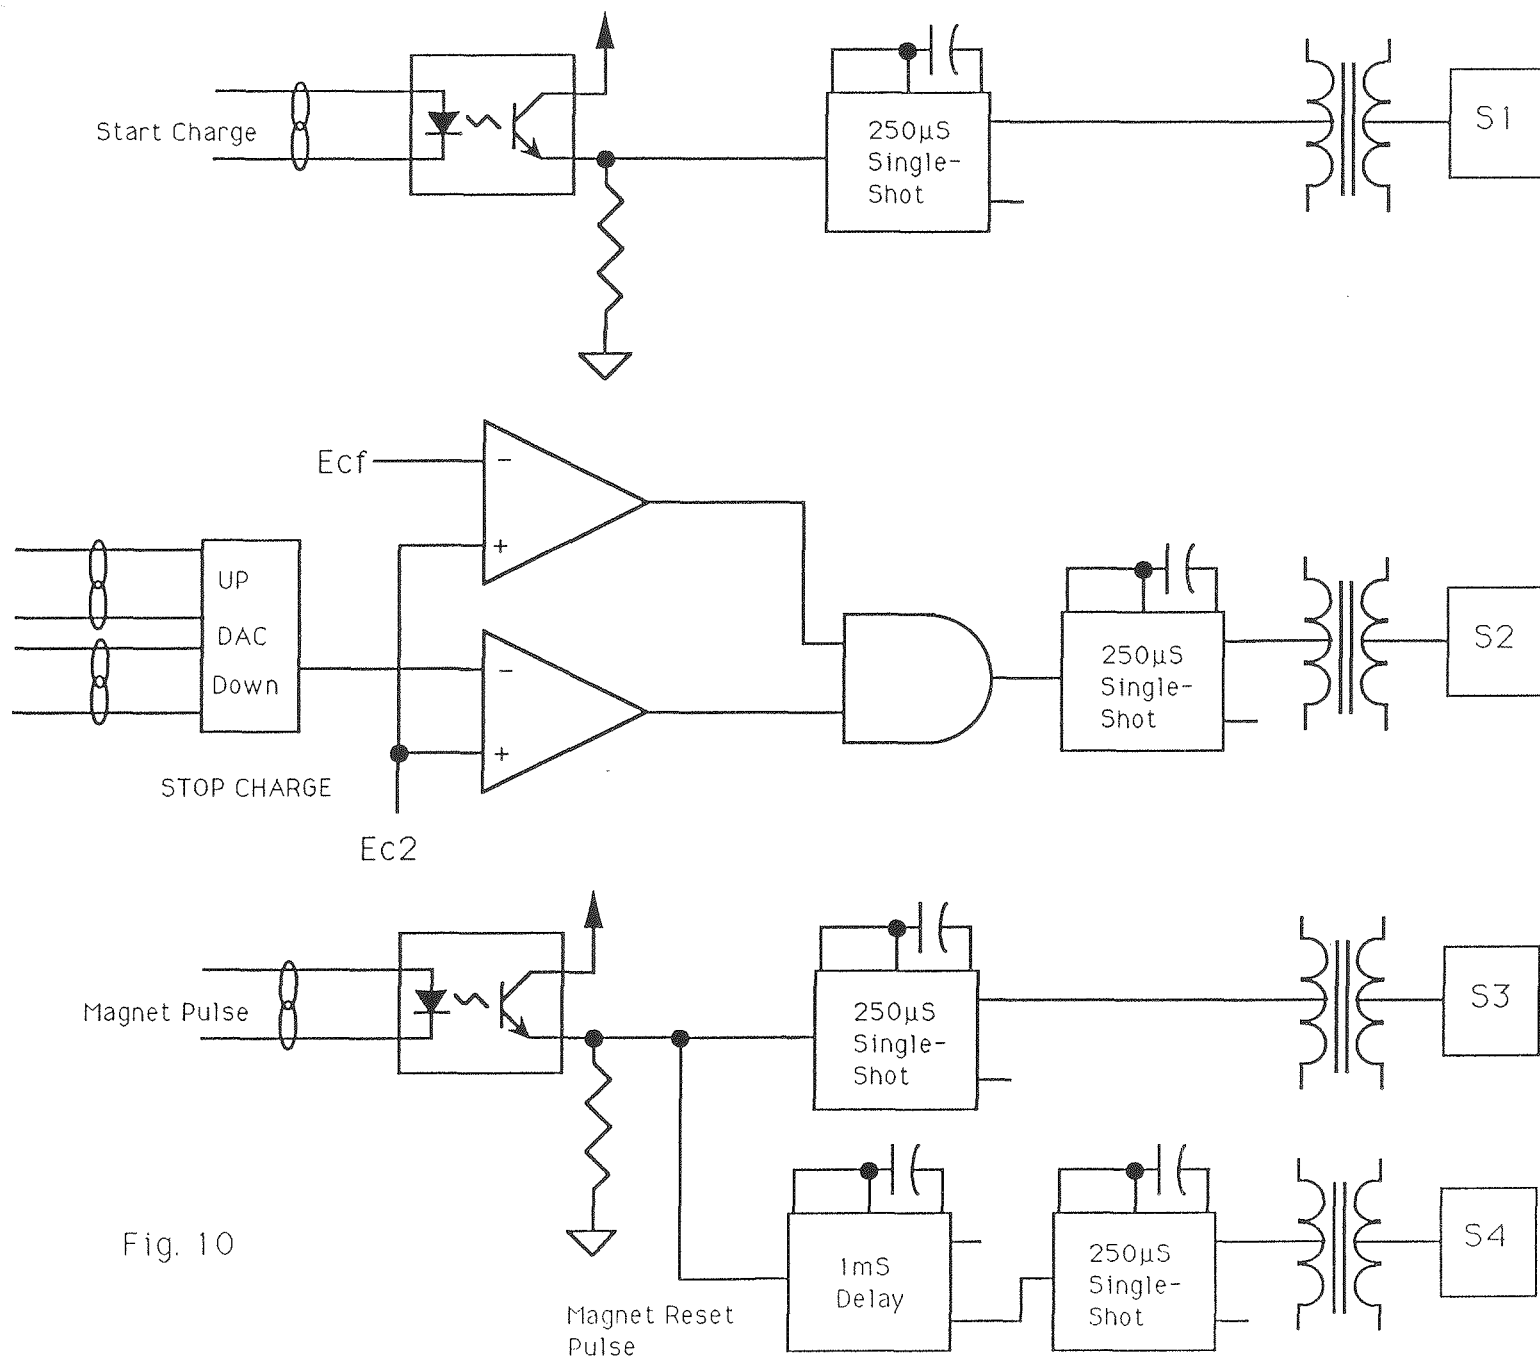 Start Charge
250µS
Single-
Shot
S1
Ecf
-
+
UP
DAC
Down
-
+
STOP CHARGE
Ec2
250µS
Single-
Shot
S2
Magnet Pulse
250µS
Single-
Shot
S3
1mS
Delay
250µS
Single-
Shot
S4
Magnet Reset
Pulse
Fig. 10